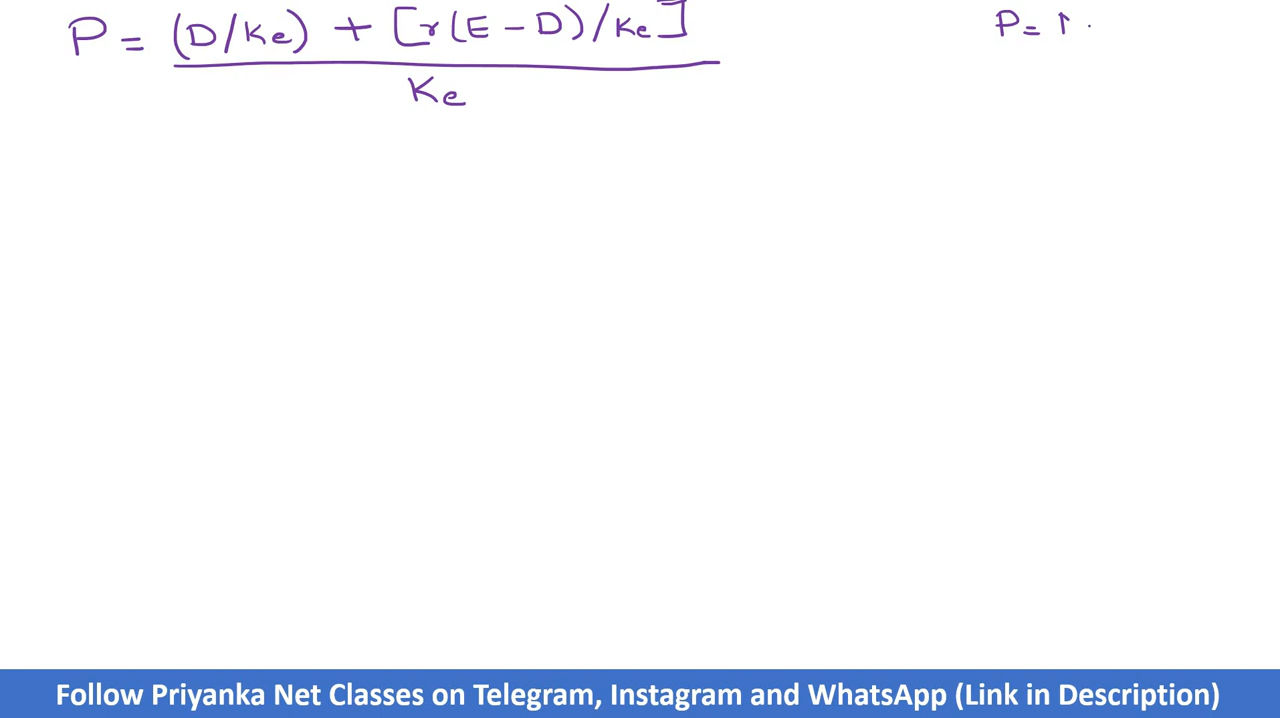 P = (D/Ke) + [r(E - D)/Ke]
Ke
P =
Follow Priyanka Net Classes on Telegram, Instagram and WhatsApp (Link in Description)